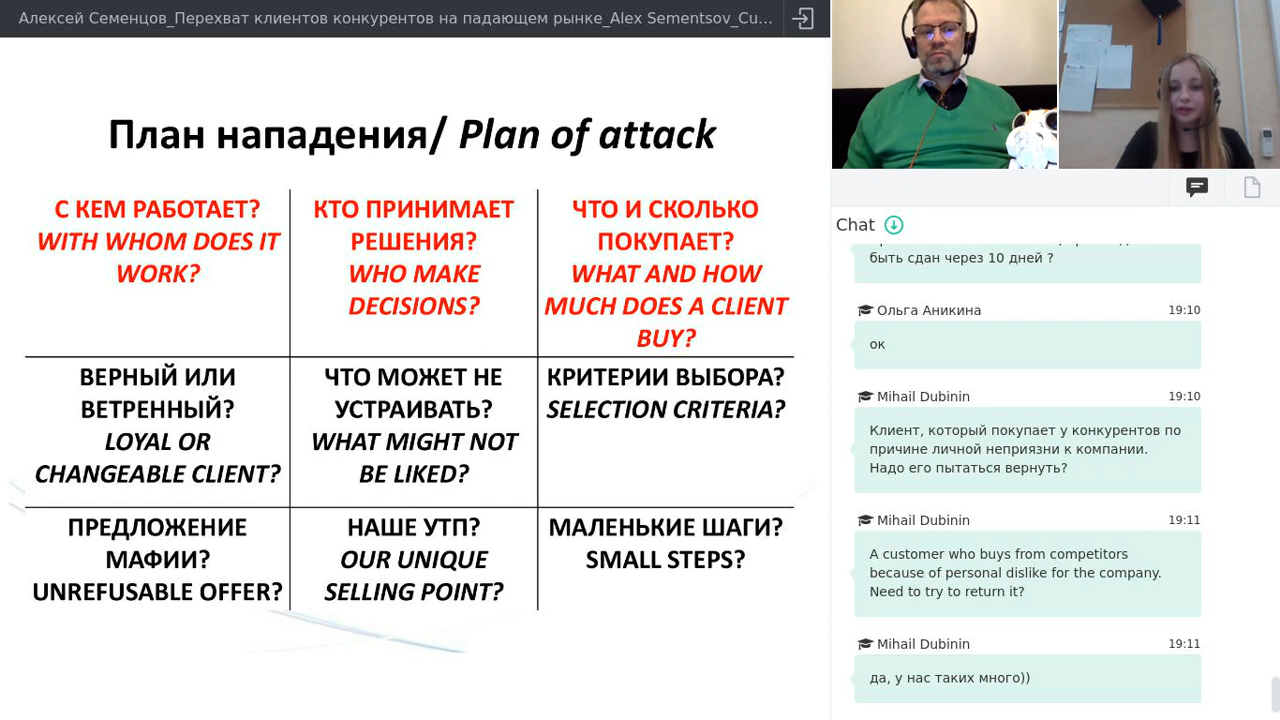 Алексей Семенцов_Перехват клиентов конкурентов на падающем рынке_Alex Sementsov_Cu...
План нападения/ Plan of attack
С КЕМ РАБОТАЕТ?
WITH WHOM DOES IT
WORK?
КТО ПРИНИМАЕТ
РЕШЕНИЯ?
WHO MAKE
DECISIONS?
ЧТО И СКОЛЬКО
ПОКУПАЕТ?
WHAT AND HOW
MUCH DOES A CLIENT
BUY?
ВЕРНЫЙ ИЛИ
ВЕТРЕННЫЙ?
LOYAL OR
CHANGEABLE CLIENT?
ЧТО МОЖЕТ НЕ
УСТРАИВАТЬ?
WHAT MIGHT NOT
BE LIKED?
КРИТЕРИИ ВЫБОРА?
SELECTION CRITERIA?
ПРЕДЛОЖЕНИЕ
МАФИИ?
UNREFUSABLE OFFER?
НАШЕ УТП?
OUR UNIQUE
SELLING POINT?
МАЛЕНЬКИЕ ШАГИ?
SMALL STEPS?
Chat
быть сдан через 10 дней ?
Ольга Аникина 19:10
ок
Mihail Dubinin 19:10
Клиент, который покупает у конкурентов по
причине личной неприязни к компании.
Надо его пытаться вернуть?
Mihail Dubinin 19:11
A customer who buys from competitors
because of personal dislike for the company.
Need to try to return it?
Mihail Dubinin 19:11
да, у нас таких много))